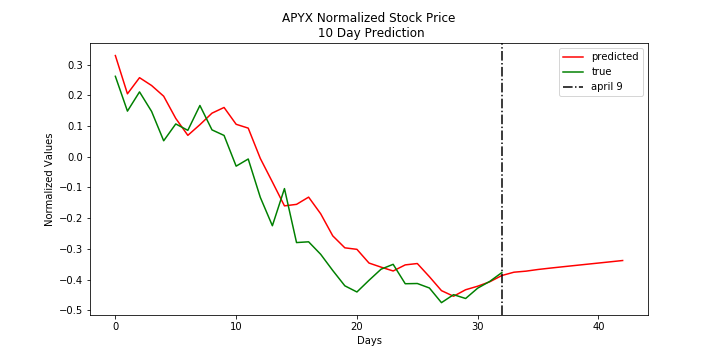 APYX Normalized Stock Price
10 Day Prediction
predicted
true
april 9
Normalized Values
0.3
0.2
0.1
0.0
−0.1
−0.2
−0.3
−0.4
−0.5
0
10
20
30
40
Days